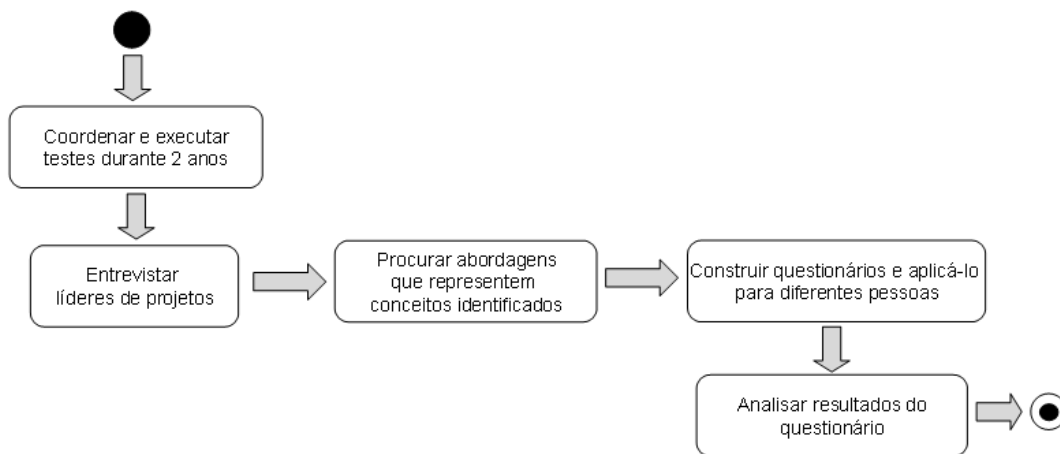 Coordenar e executar
testes durante 2 anos
Entrevistar
líderes de projetos
Procurar abordagens
que representem
conceitos identificados
Construir questionários e aplicá-lo
para diferentes pessoas
Analisar resultados do
questionário